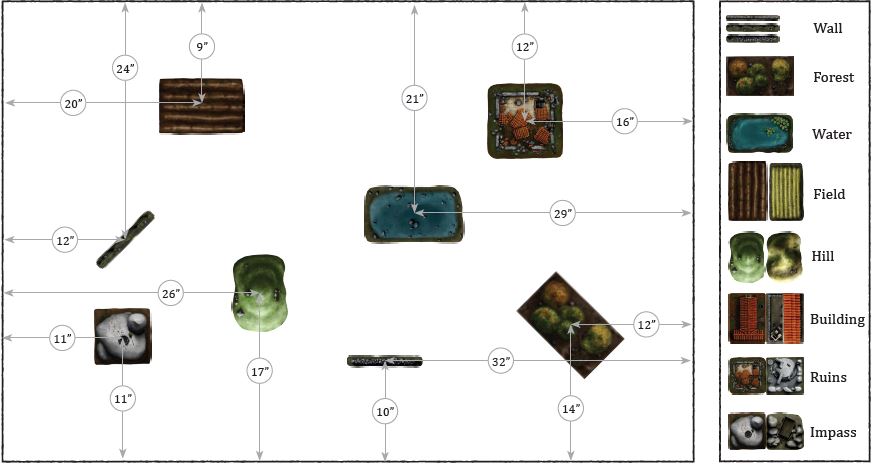 9”
12”
24”
21”
20”
16”
29”
12”
26”
12”
11”
32”
17”
11”
14”
10”
Wall
Forest
Water
Field
Hill
Building
Ruins
Impass